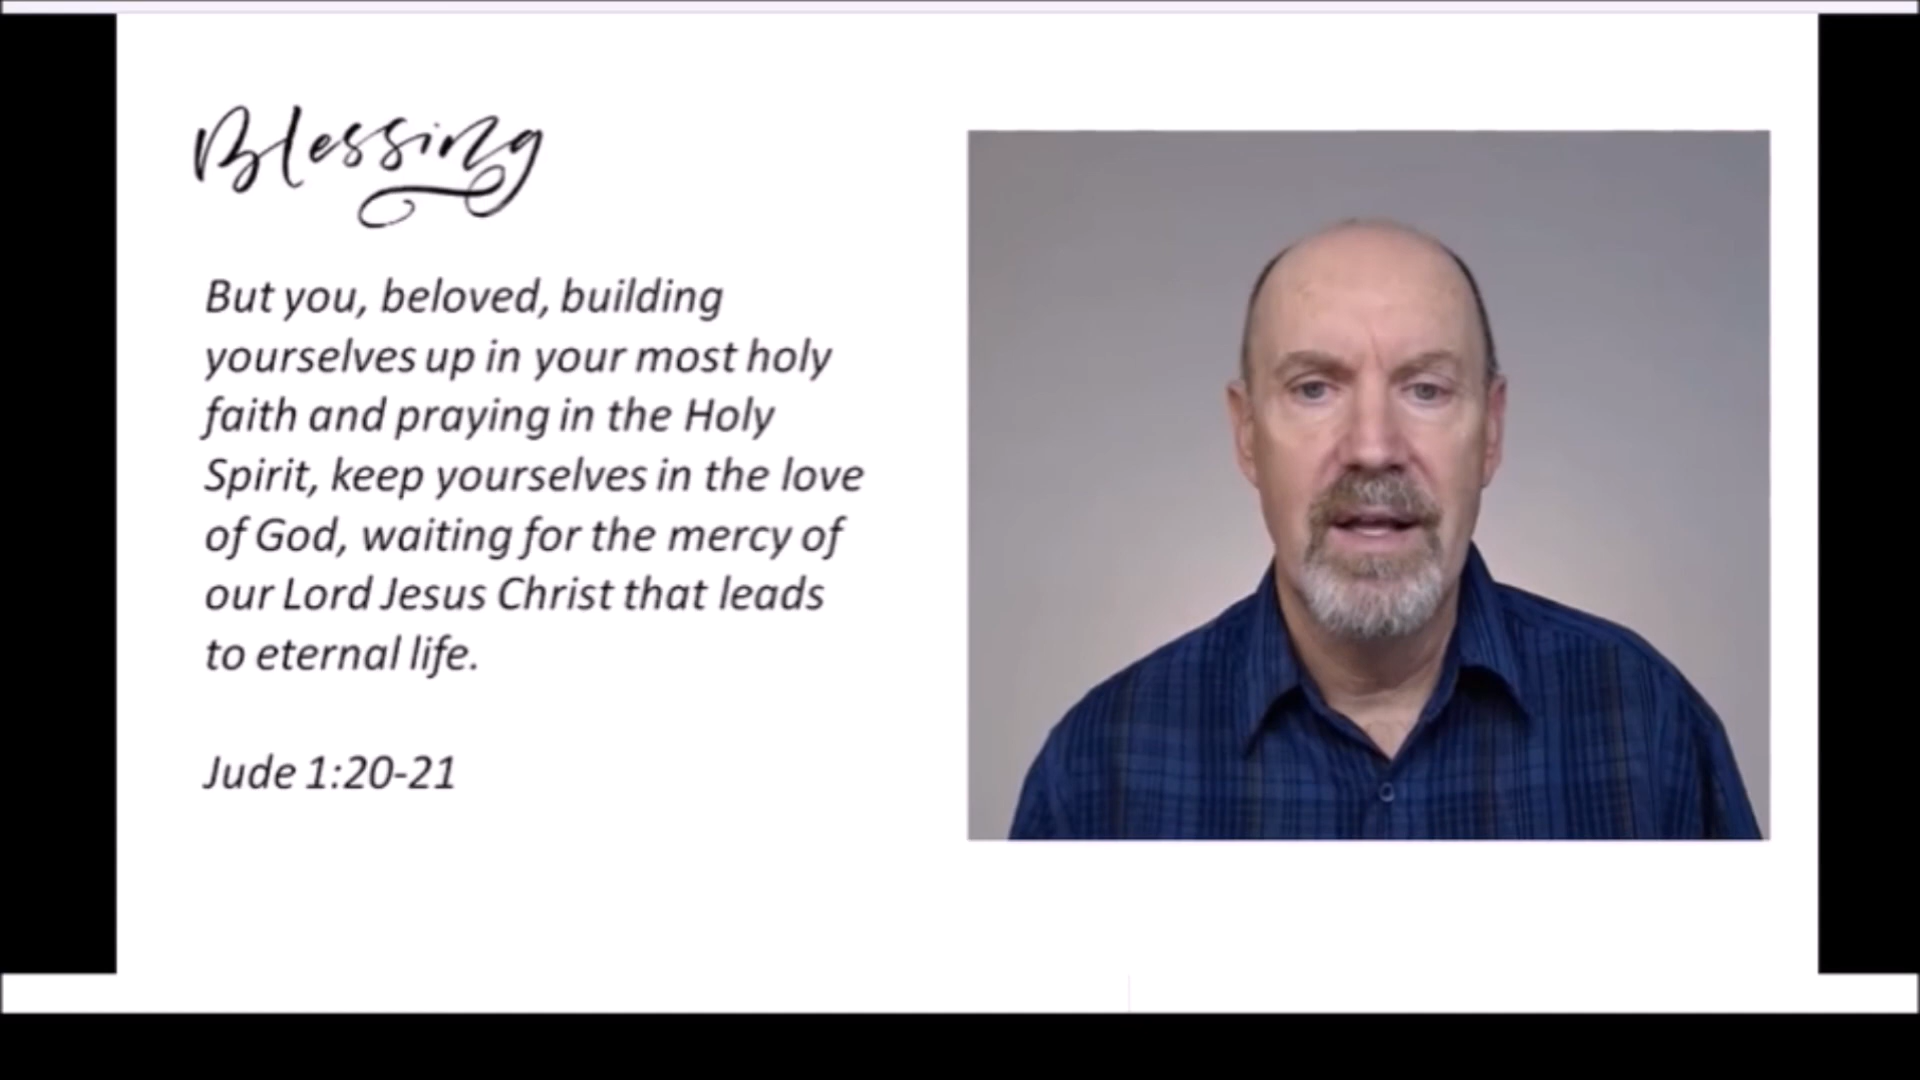 Blessing
But you, beloved, building
yourselves up in your most holy
faith and praying in the Holy
Spirit, keep yourselves in the love
of God, waiting for the mercy of
our Lord Jesus Christ that leads
to eternal life.
Jude 1:20-21